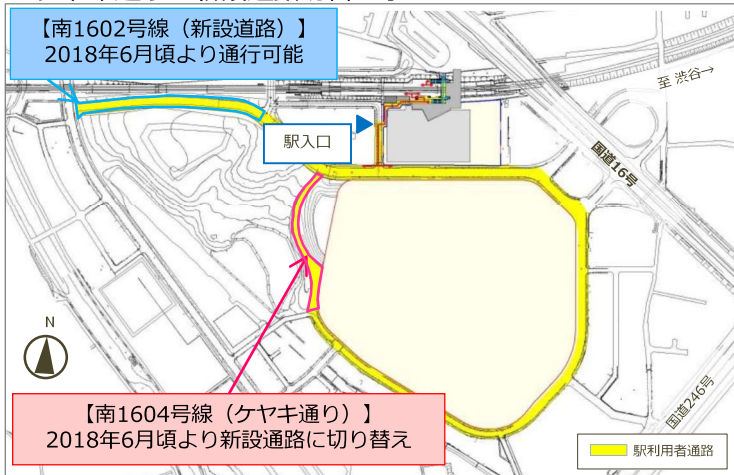 【南1602号線（新設道路）】
2018年6月頃より通行可能
至 渋谷→
駅入口
国道16号
N
国道246号
【南1604号線（ケヤキ通り）】
2018年6月頃より新設通路に切り替え
駅利用者通路